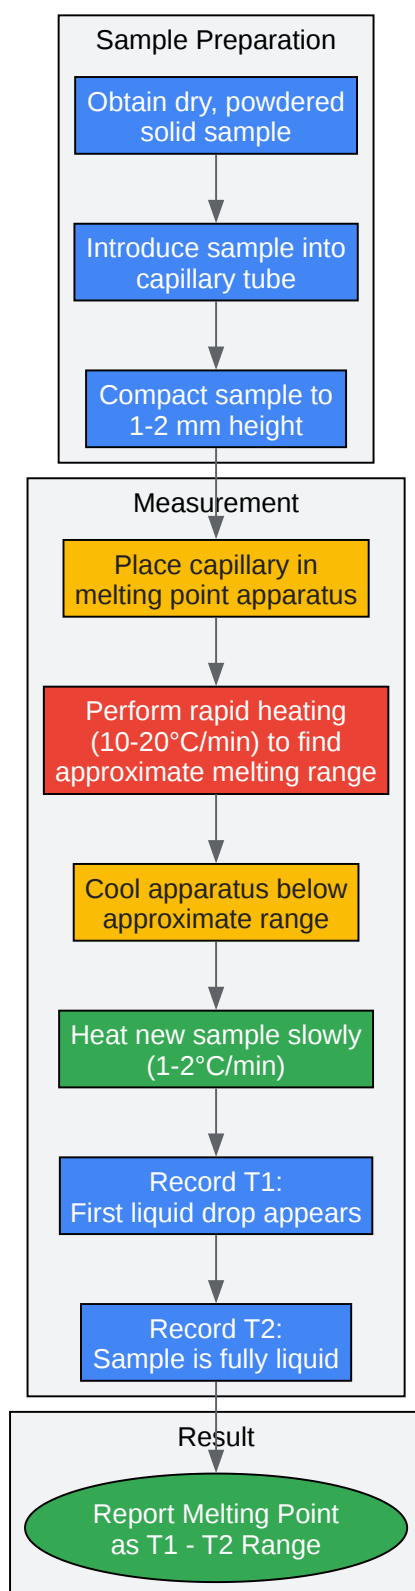 Sample Preparation
Obtain dry, powdered
solid sample
Introduce sample into
capillary tube
Compact sample to
1-2 mm height
Measurement
Place capillary in
melting point apparatus
Perform rapid heating
(10-20°C/min) to find
approximate melting range
Cool apparatus below
approximate range
Heat new sample slowly
(1-2°C/min)
Record T1:
First liquid drop appears
Record T2:
Sample is fully liquid
Result
Report Melting Point
as T1 - T2 Range